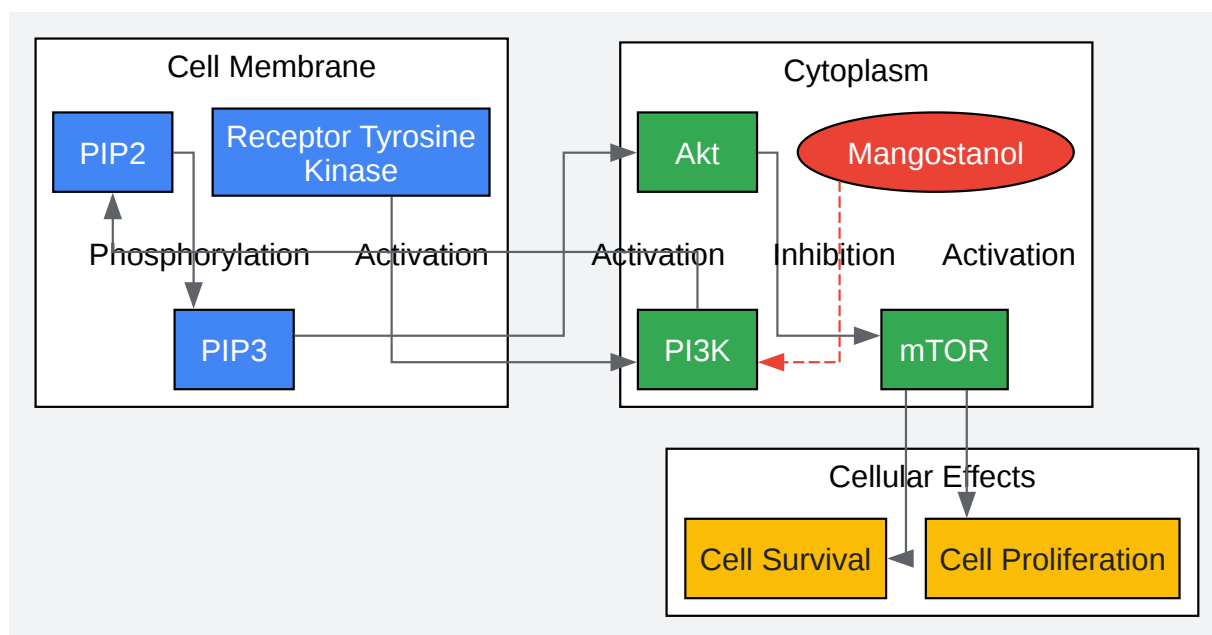 Cell Membrane
PIP2
Receptor Tyrosine
Kinase
Phosphorylation
Activation
PIP3
Cytoplasm
Akt
Mangostanol
Activation
Inhibition
Activation
PI3K
mTOR
Cellular Effects
Cell Survival
Cell Proliferation